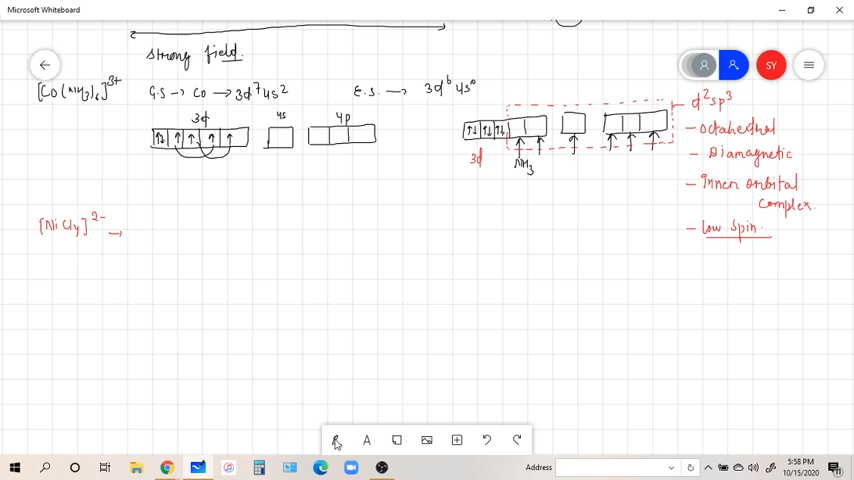 Microsoft Whiteboard
strong field.
[Co(NH3)6]3+ G.S → Co → 3d7 4s2 E.S. → 3d6 4s0
3d 4s 4p
3d NH3
d2sp3
- octahedral
- Diamagnetic
- Inner orbital complex.
- low spin.
[NiCl4]2- →
SY
A
Address
5:58 PM
10/15/2020